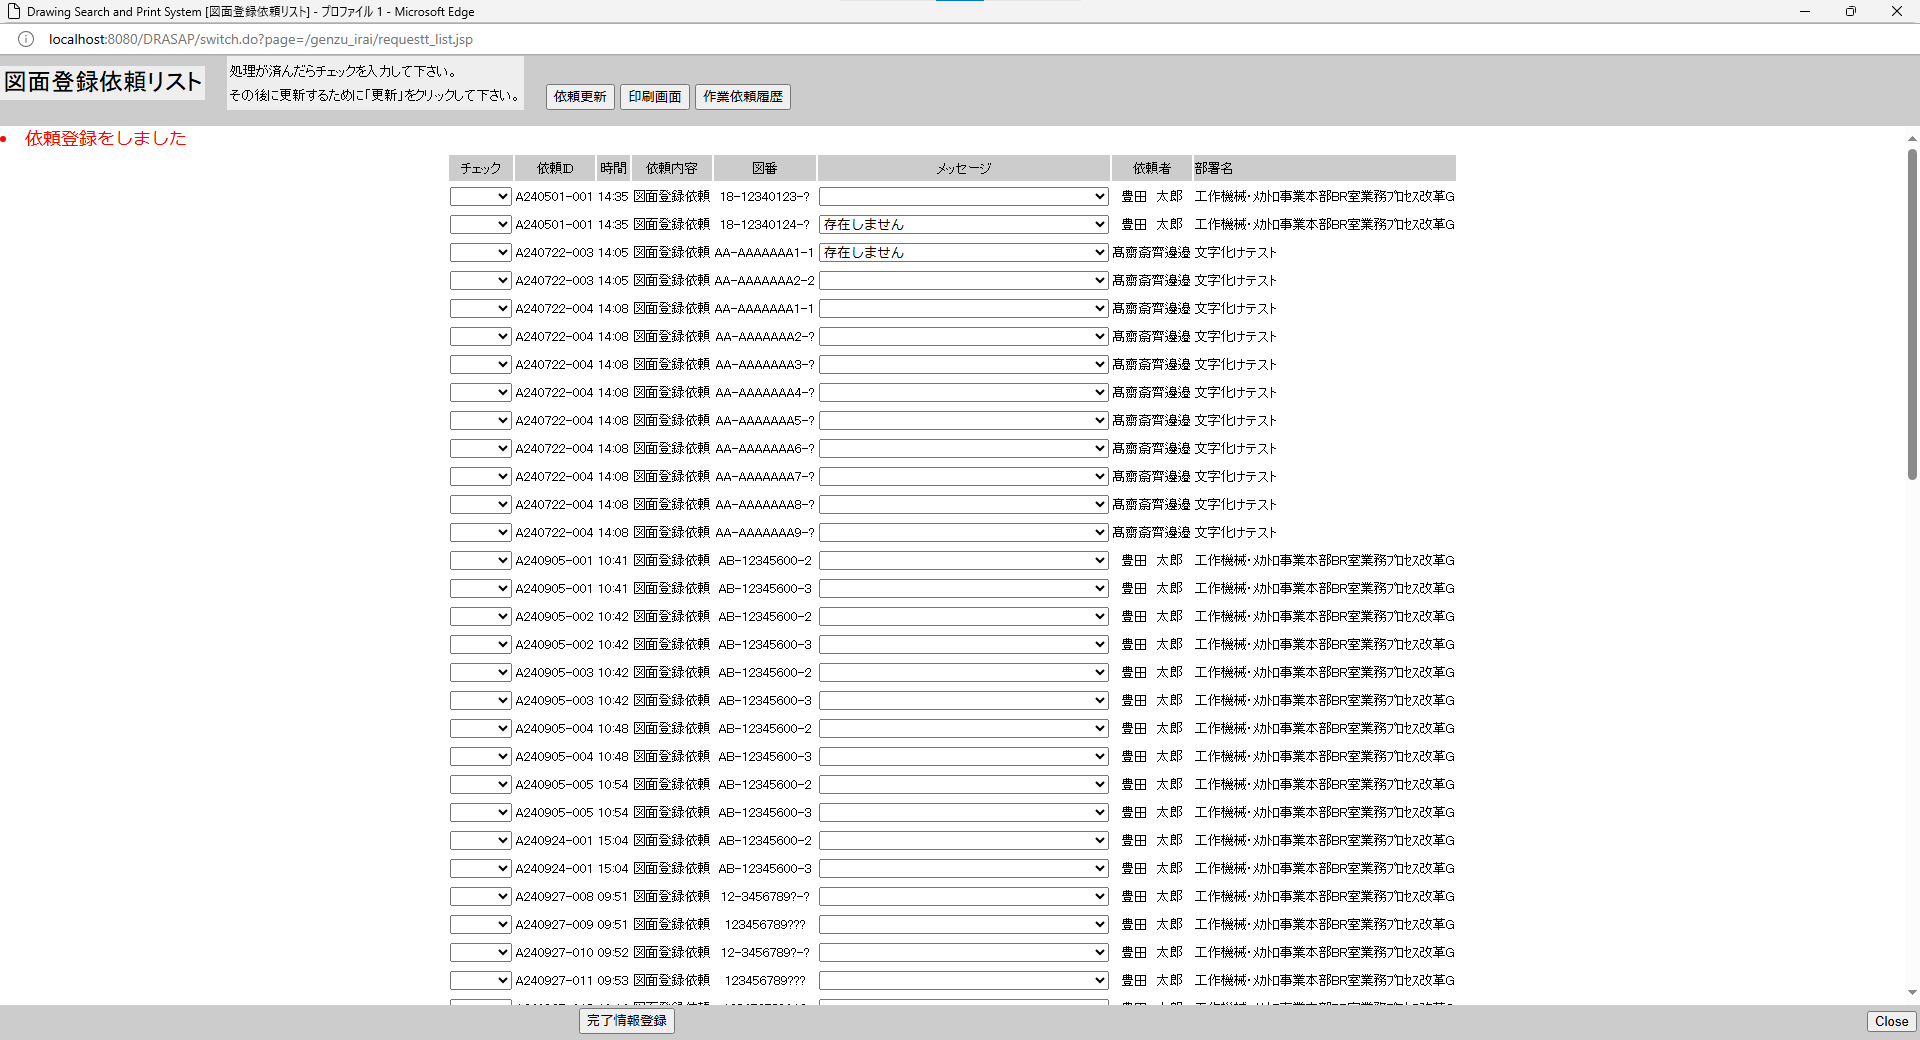 Drawing Search and Print System [図面登録依頼リスト] - プロファイル 1 - Microsoft Edge
localhost:8080/DRASAP/switch.do?page=/genzu_irai/requestt_list.jsp
図面登録依頼リスト
処理が済んだらチェックを入力して下さい。
その後に更新するために「更新」をクリックして下さい。
依頼更新 印刷画面 作業依頼履歴
• 依頼登録をしました
チェック 依頼ID 時間 依頼内容 図番 メッセージ 依頼者 部署名
A240501-001 14:35 図面登録依頼 18-12340123-? 豊田 太郎 工作機械・ﾒｶﾄﾛ事業本部BR室業務ﾌﾟﾛｾｽ改革G
A240501-001 14:35 図面登録依頼 18-12340124-? 存在しません 豊田 太郎 工作機械・ﾒｶﾄﾛ事業本部BR室業務ﾌﾟﾛｾｽ改革G
A240722-003 14:05 図面登録依頼 AA-AAAAAAA1-1 存在しません 髙齋斎齊邉邊 文字化けテスト
A240722-003 14:05 図面登録依頼 AA-AAAAAAA2-2 髙齋斎齊邉邊 文字化けテスト
A240722-004 14:08 図面登録依頼 AA-AAAAAAA1-1 髙齋斎齊邉邊 文字化けテスト
A240722-004 14:08 図面登録依頼 AA-AAAAAAA2-? 髙齋斎齊邉邊 文字化けテスト
A240722-004 14:08 図面登録依頼 AA-AAAAAAA3-? 髙齋斎齊邉邊 文字化けテスト
A240722-004 14:08 図面登録依頼 AA-AAAAAAA4-? 髙齋斎齊邉邊 文字化けテスト
A240722-004 14:08 図面登録依頼 AA-AAAAAAA5-? 髙齋斎齊邉邊 文字化けテスト
A240722-004 14:08 図面登録依頼 AA-AAAAAAA6-? 髙齋斎齊邉邊 文字化けテスト
A240722-004 14:08 図面登録依頼 AA-AAAAAAA7-? 髙齋斎齊邉邊 文字化けテスト
A240722-004 14:08 図面登録依頼 AA-AAAAAAA8-? 髙齋斎齊邉邊 文字化けテスト
A240722-004 14:08 図面登録依頼 AA-AAAAAAA9-? 髙齋斎齊邉邊 文字化けテスト
A240905-001 10:41 図面登録依頼 AB-12345600-2 豊田 太郎 工作機械・ﾒｶﾄﾛ事業本部BR室業務ﾌﾟﾛｾｽ改革G
A240905-001 10:41 図面登録依頼 AB-12345600-3 豊田 太郎 工作機械・ﾒｶﾄﾛ事業本部BR室業務ﾌﾟﾛｾｽ改革G
A240905-002 10:42 図面登録依頼 AB-12345600-2 豊田 太郎 工作機械・ﾒｶﾄﾛ事業本部BR室業務ﾌﾟﾛｾｽ改革G
A240905-002 10:42 図面登録依頼 AB-12345600-3 豊田 太郎 工作機械・ﾒｶﾄﾛ事業本部BR室業務ﾌﾟﾛｾｽ改革G
A240905-003 10:42 図面登録依頼 AB-12345600-2 豊田 太郎 工作機械・ﾒｶﾄﾛ事業本部BR室業務ﾌﾟﾛｾｽ改革G
A240905-003 10:42 図面登録依頼 AB-12345600-3 豊田 太郎 工作機械・ﾒｶﾄﾛ事業本部BR室業務ﾌﾟﾛｾｽ改革G
A240905-004 10:48 図面登録依頼 AB-12345600-2 豊田 太郎 工作機械・ﾒｶﾄﾛ事業本部BR室業務ﾌﾟﾛｾｽ改革G
A240905-004 10:48 図面登録依頼 AB-12345600-3 豊田 太郎 工作機械・ﾒｶﾄﾛ事業本部BR室業務ﾌﾟﾛｾｽ改革G
A240905-005 10:54 図面登録依頼 AB-12345600-2 豊田 太郎 工作機械・ﾒｶﾄﾛ事業本部BR室業務ﾌﾟﾛｾｽ改革G
A240905-005 10:54 図面登録依頼 AB-12345600-3 豊田 太郎 工作機械・ﾒｶﾄﾛ事業本部BR室業務ﾌﾟﾛｾｽ改革G
A240924-001 15:04 図面登録依頼 AB-12345600-2 豊田 太郎 工作機械・ﾒｶﾄﾛ事業本部BR室業務ﾌﾟﾛｾｽ改革G
A240924-001 15:04 図面登録依頼 AB-12345600-3 豊田 太郎 工作機械・ﾒｶﾄﾛ事業本部BR室業務ﾌﾟﾛｾｽ改革G
A240927-008 09:51 図面登録依頼 12-3456789?-? 豊田 太郎 工作機械・ﾒｶﾄﾛ事業本部BR室業務ﾌﾟﾛｾｽ改革G
A240927-009 09:51 図面登録依頼 123456789??? 豊田 太郎 工作機械・ﾒｶﾄﾛ事業本部BR室業務ﾌﾟﾛｾｽ改革G
A240927-010 09:52 図面登録依頼 12-3456789?-? 豊田 太郎 工作機械・ﾒｶﾄﾛ事業本部BR室業務ﾌﾟﾛｾｽ改革G
A240927-011 09:53 図面登録依頼 123456789??? 豊田 太郎 工作機械・ﾒｶﾄﾛ事業本部BR室業務ﾌﾟﾛｾｽ改革G
完了情報登録 Close